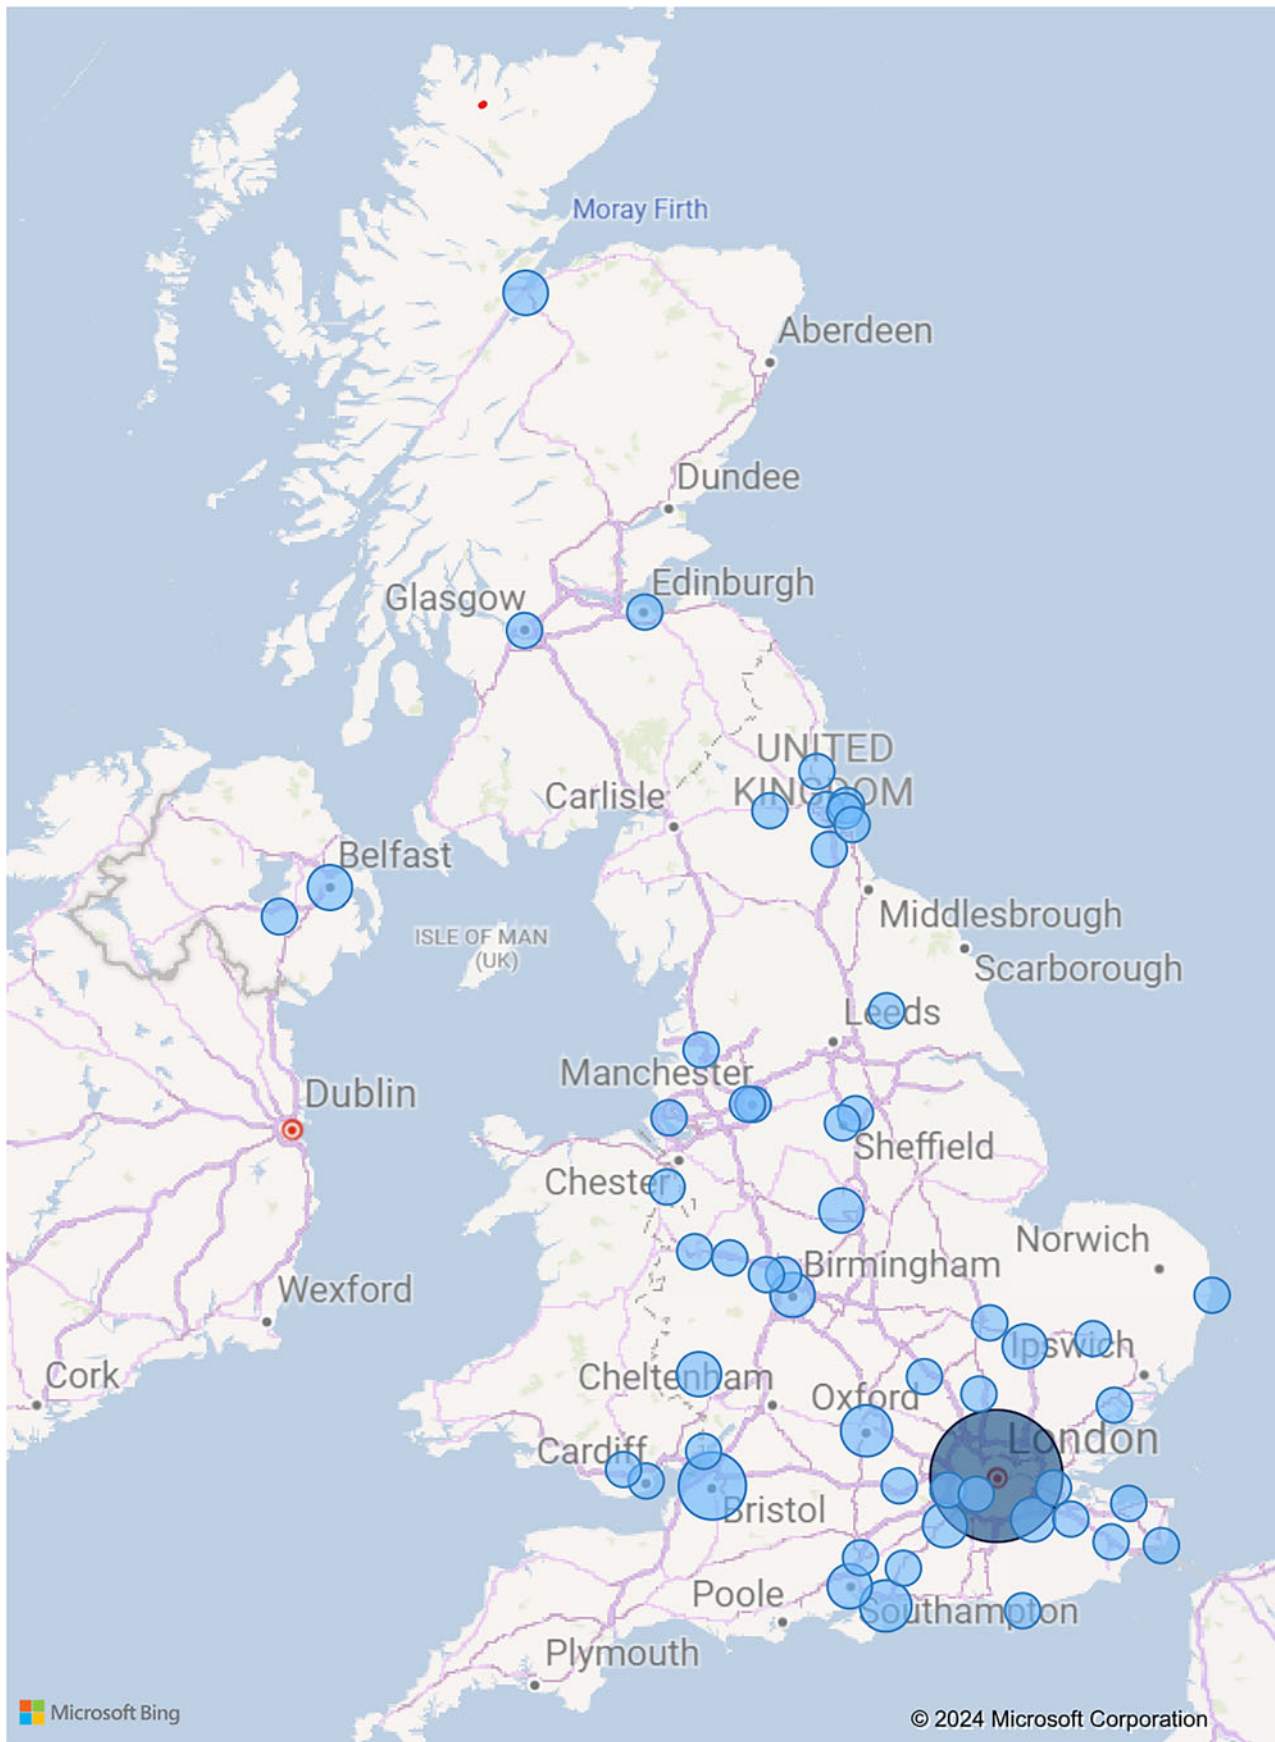 Moray Firth
Aberdeen
Dundee
Edinburgh
Glasgow
UNITED
KINGDOM
Carlisle
Belfast
Middlesbrough
ISLE OF MAN
(UK)
Scarborough
Leeds
Manchester
Dublin
Sheffield
Chester
Norwich
Birmingham
Wexford
Ipswich
Cork
Cheltenham
Oxford
London
Cardiff
Bristol
Poole
Southampton
Plymouth
Microsoft Bing
© 2024 Microsoft Corporation